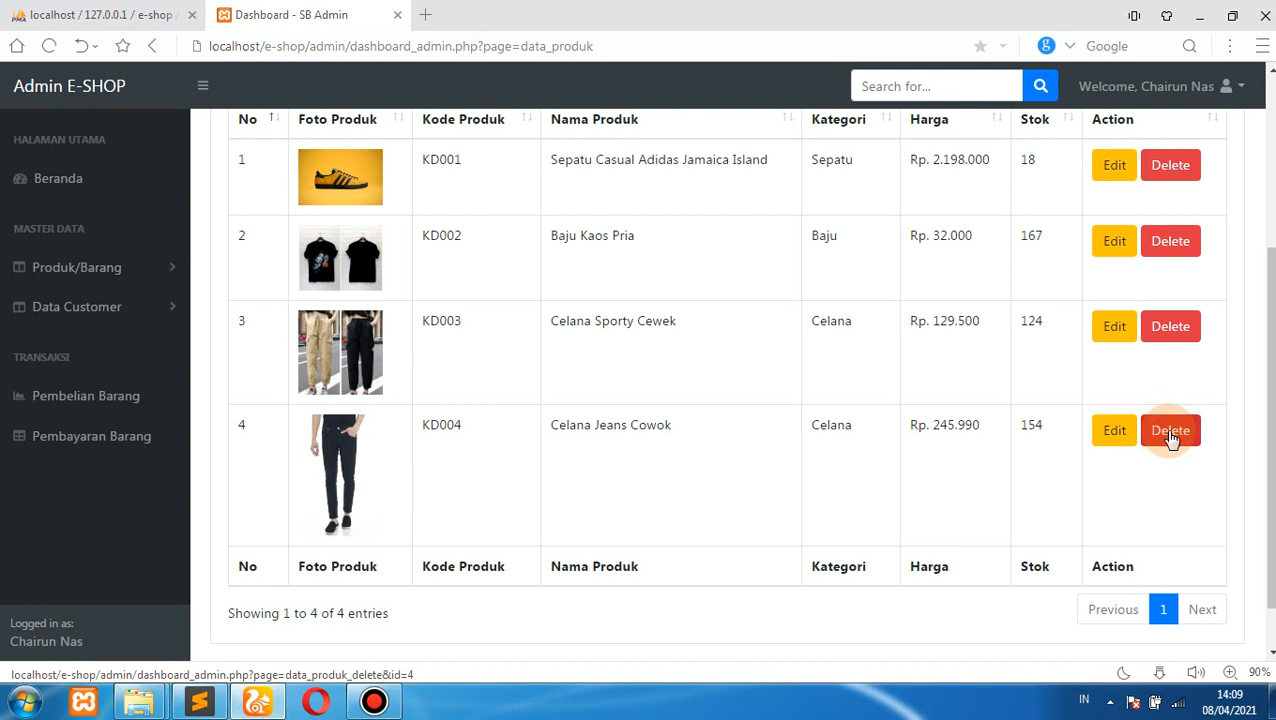 localhost / 127.0.0.1 / e-shop
Dashboard - SB Admin
localhost/e-shop/admin/dashboard_admin.php?page=data_produk
Google
Admin E-SHOP
Search for...
Welcome, Chairun Nas
HALAMAN UTAMA
Beranda
MASTER DATA
Produk/Barang
Data Customer
TRANSAKSI
Pembelian Barang
Pembayaran Barang
Logged in as:
Chairun Nas
No Foto Produk Kode Produk Nama Produk Kategori Harga Stok Action
1 KD001 Sepatu Casual Adidas Jamaica Island Sepatu Rp. 2.198.000 18 Edit Delete
2 KD002 Baju Kaos Pria Baju Rp. 32.000 167 Edit Delete
3 KD003 Celana Sporty Cewek Celana Rp. 129.500 124 Edit Delete
4 KD004 Celana Jeans Cowok Celana Rp. 245.990 154 Edit Delete
No Foto Produk Kode Produk Nama Produk Kategori Harga Stok Action
Showing 1 to 4 of 4 entries
Previous 1 Next
localhost/e-shop/admin/dashboard_admin.php?page=data_produk_delete&id=4
90%
IN
14:09
08/04/2021